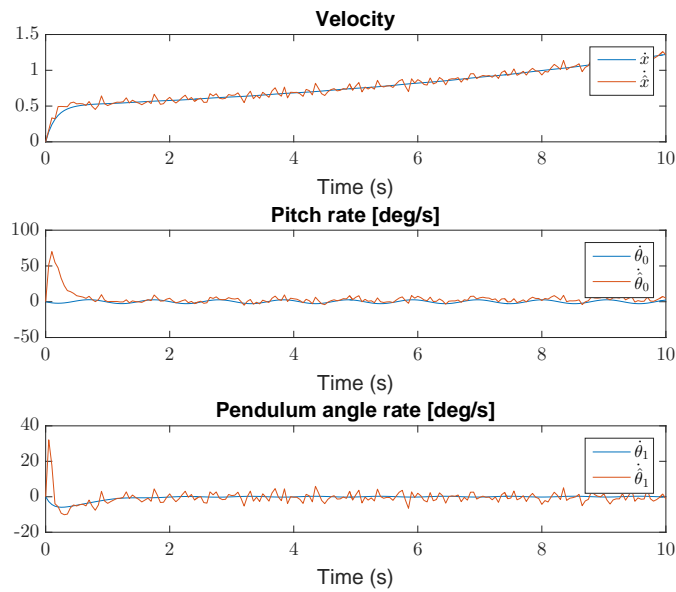 Velocity
1.5
1
0.5
0
0 2 4 6 8 10
Time (s)
ẋ
ẋ̂
Pitch rate [deg/s]
100
50
0
-50
0 2 4 6 8 10
Time (s)
θ̇₀
θ̂̇₀
Pendulum angle rate [deg/s]
40
20
0
-20
0 2 4 6 8 10
Time (s)
θ̇₁
θ̂̇₁